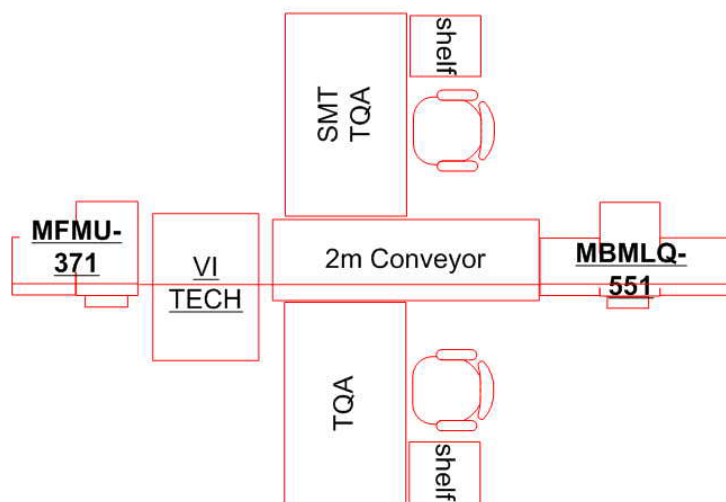 shelf
SMT
TQA
MFMU-
371
VI
TECH
2m Conveyor
MBMLQ-
551
TQA
shelf